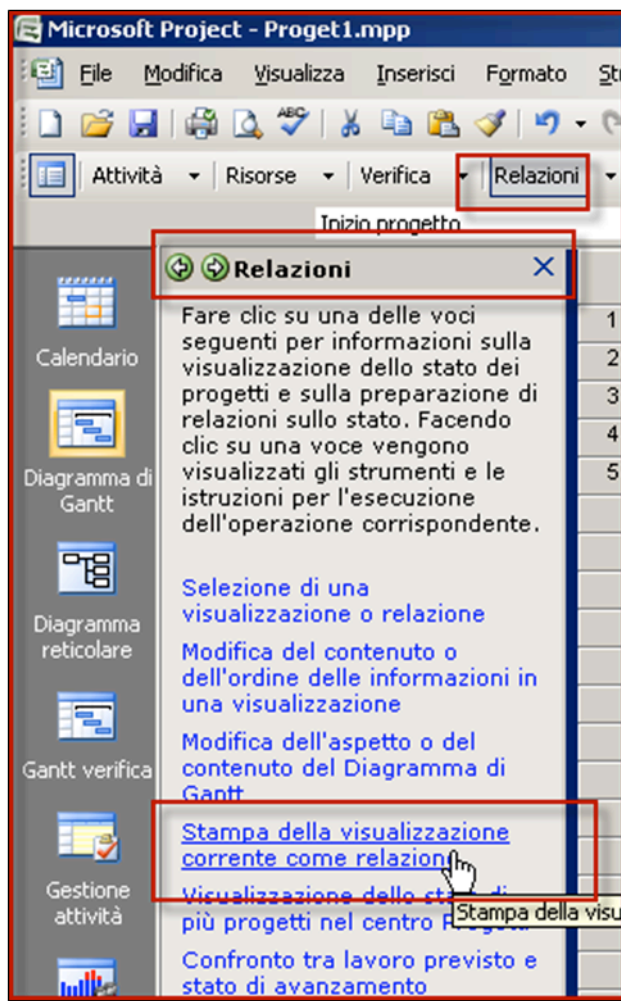 Microsoft Project - Proget1.mpp
File Modifica Visualizza Inserisci Formato
ABC
Attività Risorse Verifica Relazioni
Inizio progetto
Relazioni
Fare clic su una delle voci
seguenti per informazioni sulla
visualizzazione dello stato dei
progetti e sulla preparazione di
relazioni sullo stato. Facendo
clic su una voce vengono
visualizzati gli strumenti e le
istruzioni per l'esecuzione
dell'operazione corrispondente.
Selezione di una
visualizzazione o relazione
Modifica del contenuto o
dell'ordine delle informazioni in
una visualizzazione
Modifica dell'aspetto o del
contenuto del Diagramma di
Gantt
Stampa della visualizzazione
corrente come relazione
Visualizzazione dello stato di
più progetti nel centro
Stampa della visu
Confronto tra lavoro previsto e
stato di avanzamento
Calendario
Diagramma di
Gantt
Diagramma
reticolare
Gantt verifica
Gestione
attività
1
2
3
4
5